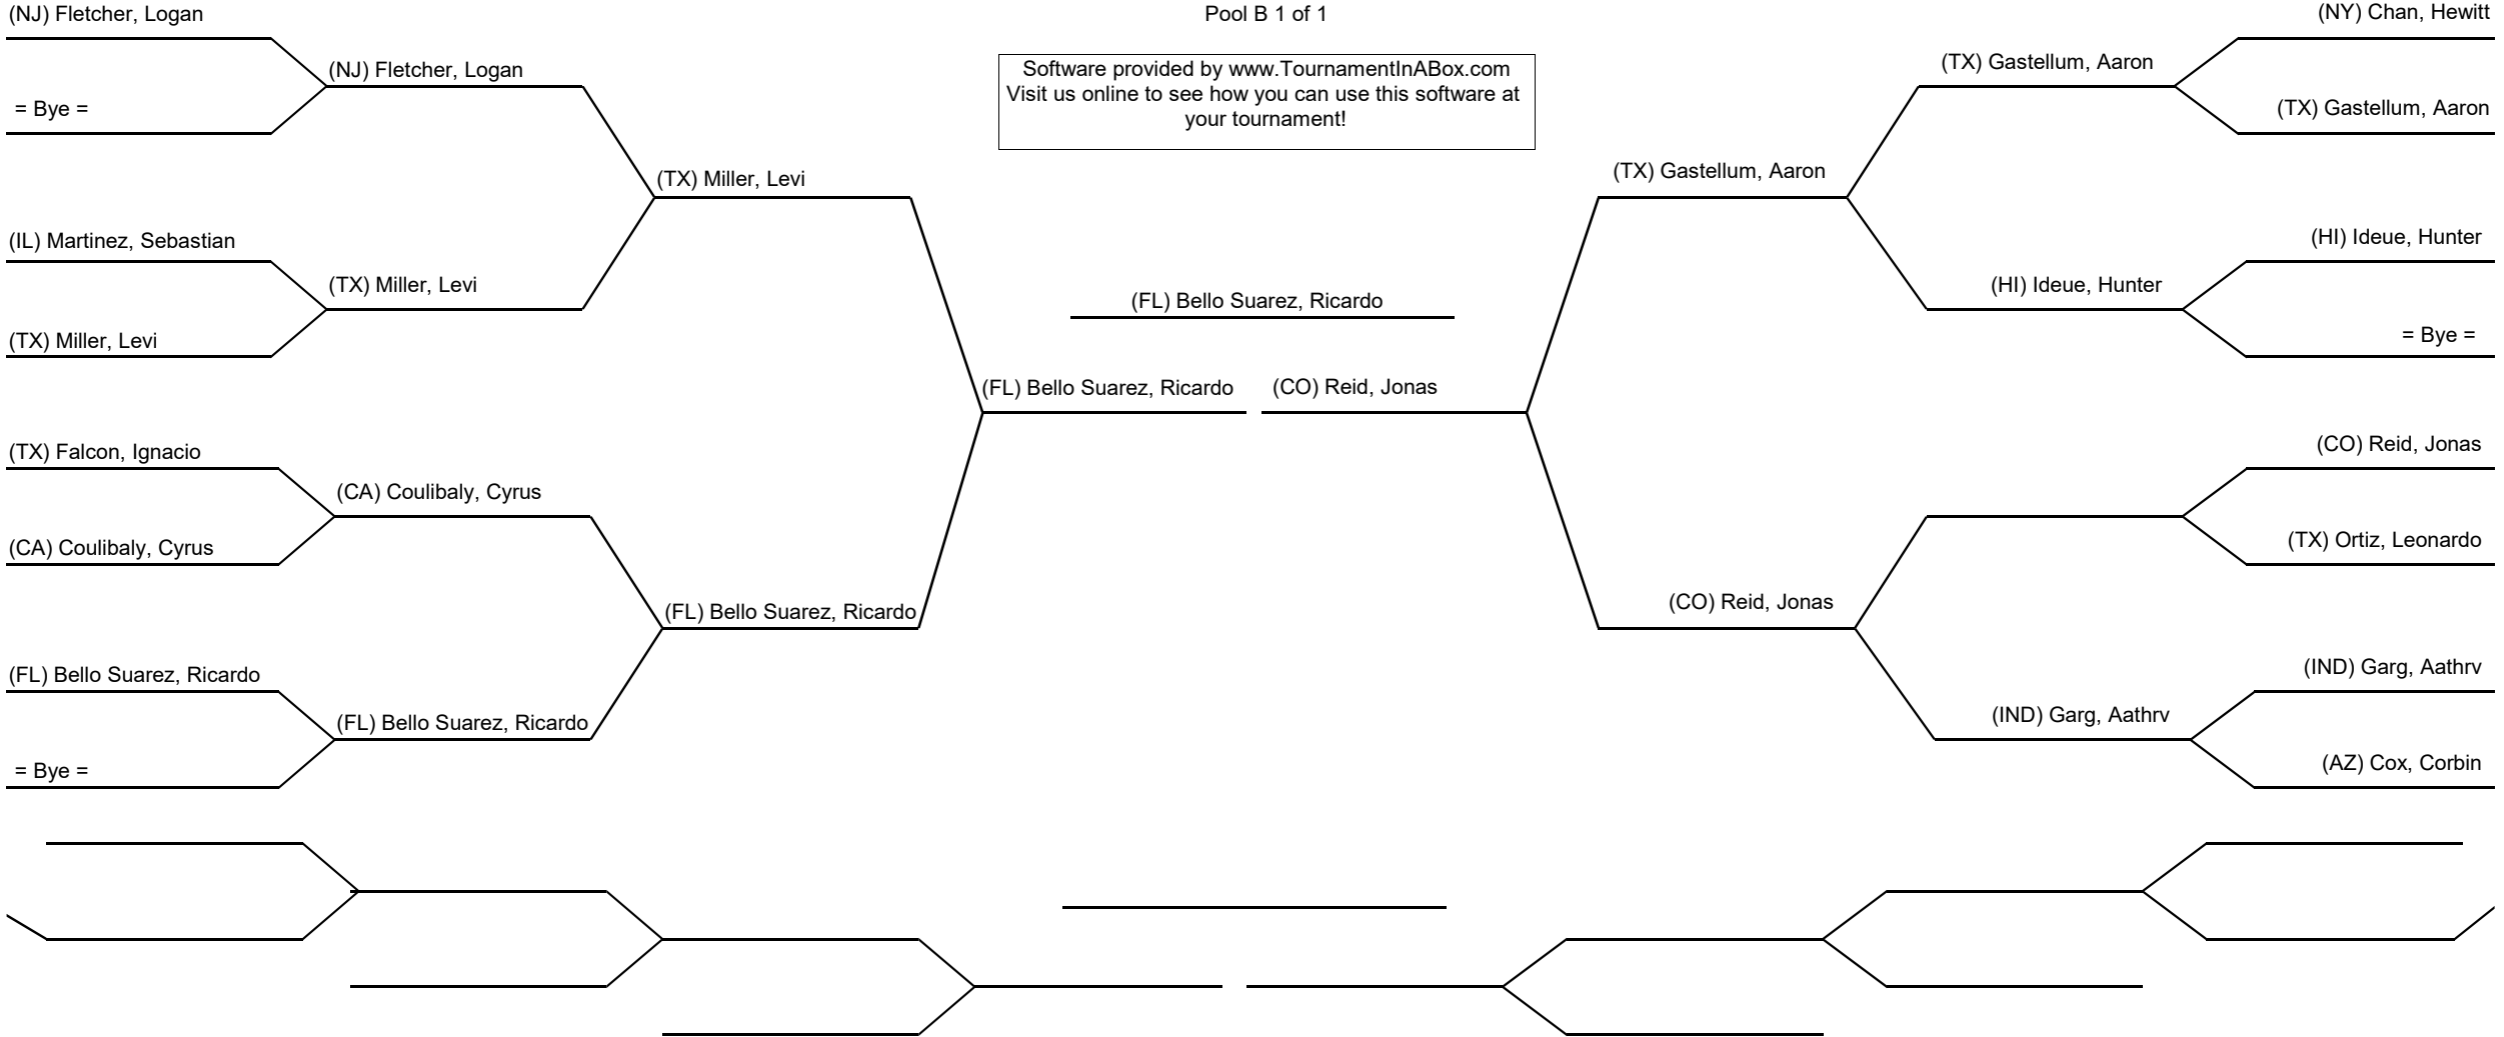 (NJ) Fletcher, Logan
Pool B 1 of 1
(NY) Chan, Hewitt
(NJ) Fletcher, Logan
Software provided by www.TournamentInABox.com
Visit us online to see how you can use this software at
your tournament!
(TX) Gastellum, Aaron
= Bye =
(TX) Gastellum, Aaron
(TX) Miller, Levi
(TX) Gastellum, Aaron
(IL) Martinez, Sebastian
(HI) Ideue, Hunter
(TX) Miller, Levi
(FL) Bello Suarez, Ricardo
(HI) Ideue, Hunter
(TX) Miller, Levi
= Bye =
(FL) Bello Suarez, Ricardo
(CO) Reid, Jonas
(TX) Falcon, Ignacio
(CO) Reid, Jonas
(CA) Coulibaly, Cyrus
(CA) Coulibaly, Cyrus
(TX) Ortiz, Leonardo
(FL) Bello Suarez, Ricardo
(CO) Reid, Jonas
(FL) Bello Suarez, Ricardo
(IND) Garg, Aathrv
(FL) Bello Suarez, Ricardo
(IND) Garg, Aathrv
= Bye =
(AZ) Cox, Corbin